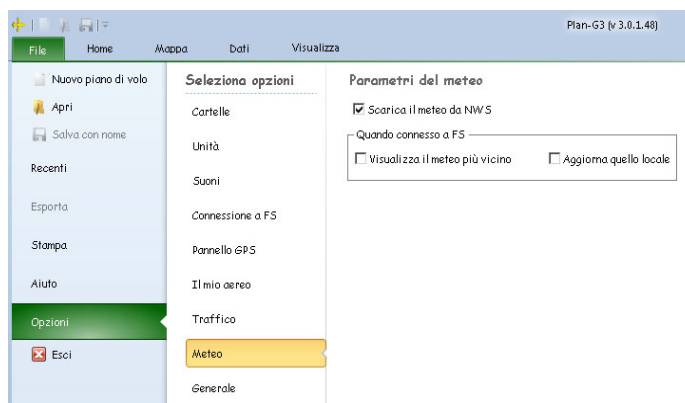 Plan-G3 (v 3.0.1.48)
File Home Mappa Dati Visualizza
Nuovo piano di volo
Apri
Salva con nome
Recenti
Esporta
Stampa
Aiuto
Opzioni
Esci
Seleziona opzioni
Cartelle
Unità
Suoni
Connessione a FS
Pannello GPS
Il mio aereo
Traffico
Meteo
Generale
Parametri del meteo
Scarica il meteo da NWS
Quando connesso a FS
Visualizza il meteo più vicino Aggiorna quello locale